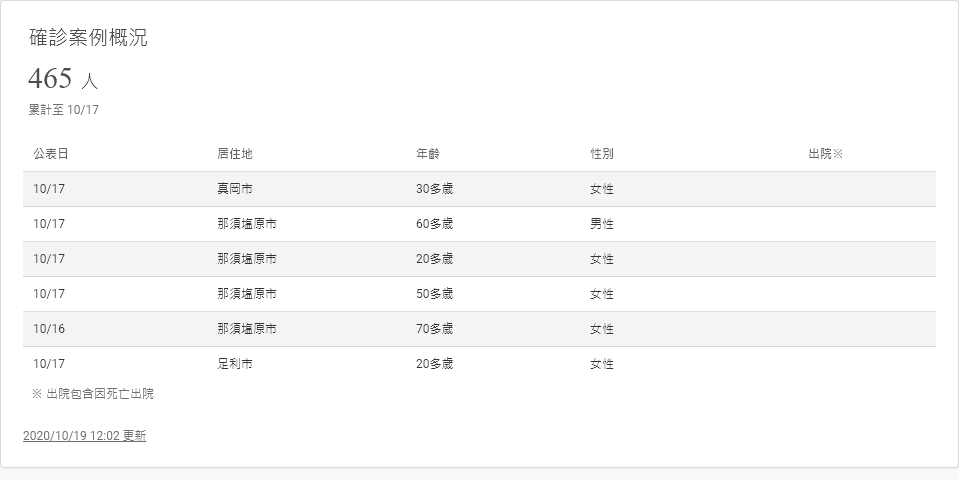 確診案例概況
465 人
累計至 10/17
公表日 居住地 年齡 性別 出院※
10/17 真岡市 30多歲 女性
10/17 那須塩原市 60多歲 男性
10/17 那須塩原市 20多歲 女性
10/17 那須塩原市 50多歲 女性
10/16 那須塩原市 70多歲 女性
10/17 足利市 20多歲 女性
※ 出院包含因死亡出院
2020/10/19 12:02 更新